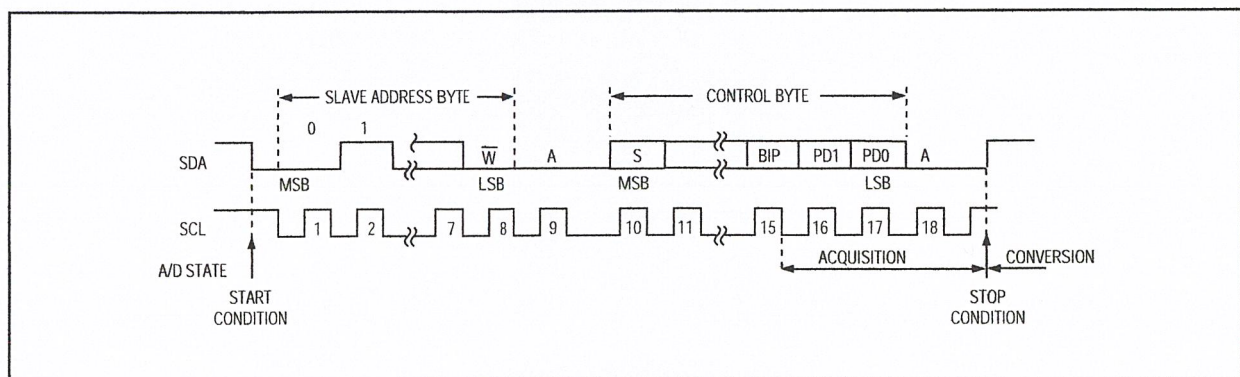 SLAVE ADDRESS BYTE CONTROL BYTE
0 1
SDA W̅ A S BIP PD1 PD0 A
MSB LSB MSB LSB
SCL 1 2 7 8 9 10 11 15 16 17 18
A/D STATE ACQUISITION CONVERSION
START CONDITION
STOP CONDITION